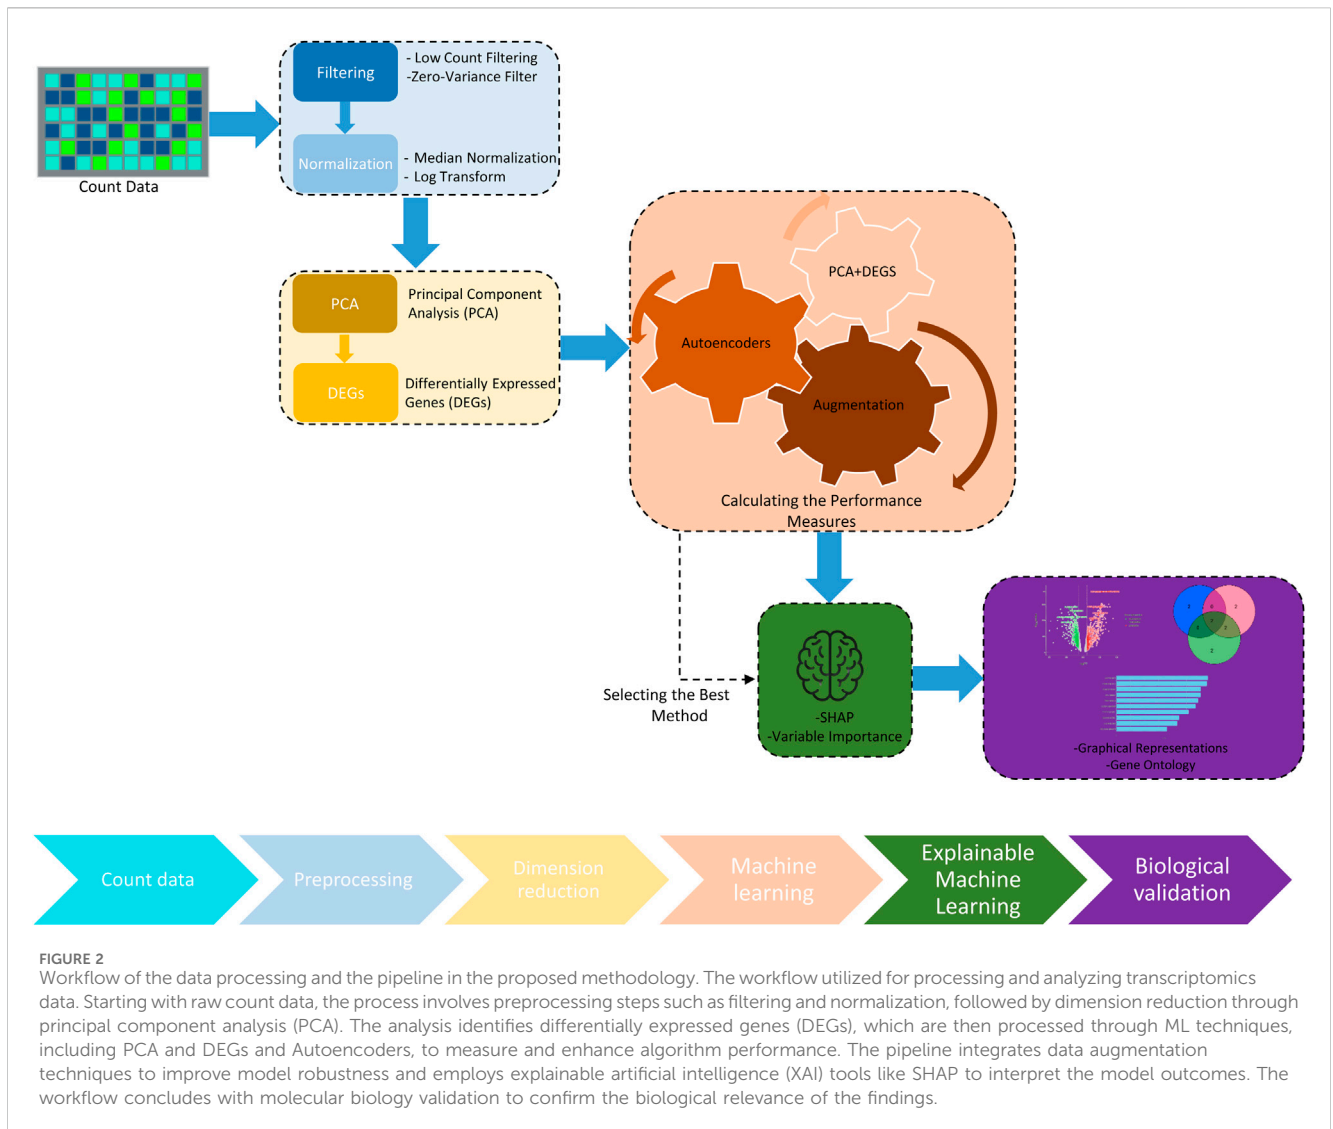 Filtering
- Low Count Filtering
-Zero-Variance Filter
Normalization
- Median Normalization
- Log Transform
Count Data
PCA
Principal Component
Analysis (PCA)
DEGs
Differentially Expressed
Genes (DEGs)
PCA+DEGS
Autoencoders
Augmentation
Calculating the Performance
Measures
Selecting the Best
Method
-SHAP
-Variable Importance
-Graphical Representations
-Gene Ontology
Count data
Preprocessing
Dimension
reduction
Machine
learning
Explainable
Machine
Learning
Biological
validation
FIGURE 2
Workflow of the data processing and the pipeline in the proposed methodology. The workflow utilized for processing and analyzing transcriptomics
data. Starting with raw count data, the process involves preprocessing steps such as filtering and normalization, followed by dimension reduction through
principal component analysis (PCA). The analysis identifies differentially expressed genes (DEGs), which are then processed through ML techniques,
including PCA and DEGs and Autoencoders, to measure and enhance algorithm performance. The pipeline integrates data augmentation
techniques to improve model robustness and employs explainable artificial intelligence (XAI) tools like SHAP to interpret the model outcomes. The
workflow concludes with molecular biology validation to confirm the biological relevance of the findings.